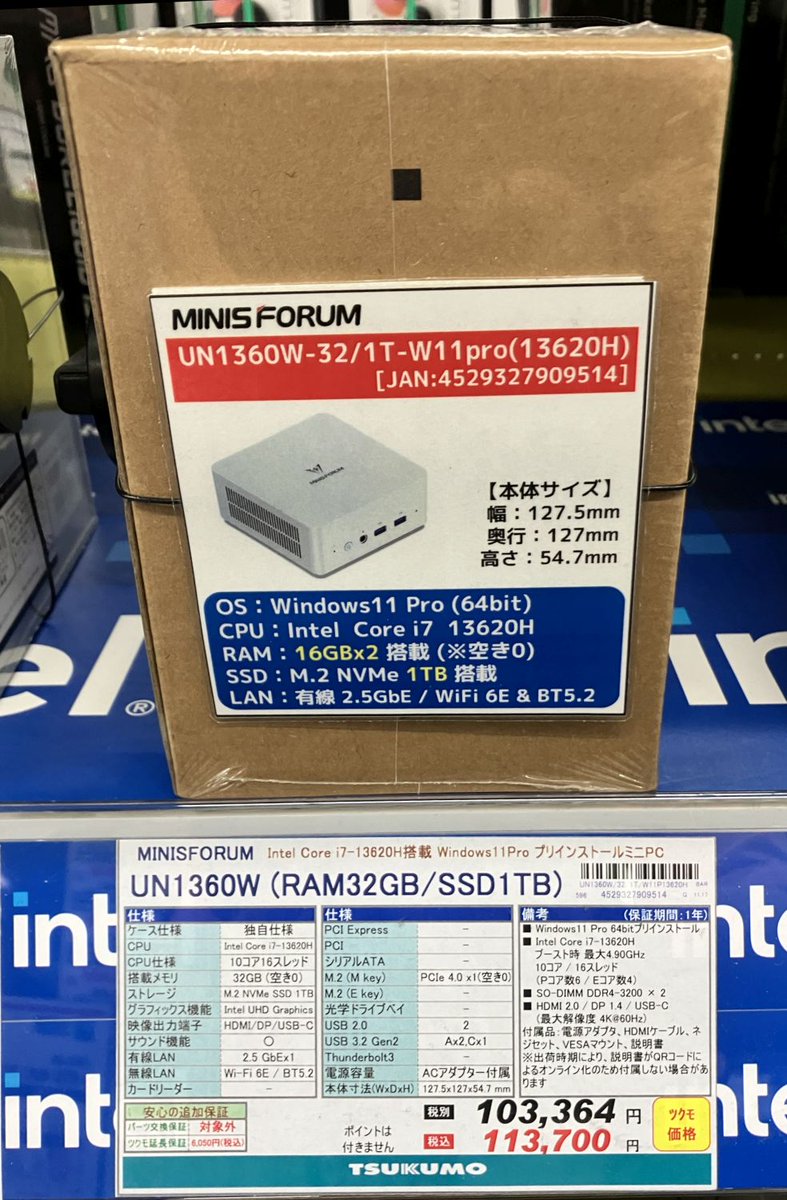 MINISFORUM
UN1360W-32/1T-W11pro(13620H)
[JAN:4529327909514]
MINISFORUM
【本体サイズ】
幅：127.5mm
奥行：127mm
高さ：54.7mm
OS：Windows11 Pro (64bit)
CPU：Intel Core i7 13620H
RAM：16GBx2 搭載 (※空き0)
SSD：M.2 NVMe 1TB 搭載
LAN：有線 2.5GbE / WiFi 6E & BT5.2
MINISFORUM Intel Core i7-13620H搭載 Windows11Pro プリインストールミニPC
UN1360W (RAM32GB/SSD1TB)
4529327909514
仕様
ケース仕様 独自仕様
CPU Intel Core i7-13620H
CPU仕様 10コア16スレッド
搭載メモリ 32GB (空き0)
ストレージ M.2 NVMe SSD 1TB
グラフィックス機能 Intel UHD Graphics
映像出力端子 HDMI/DP/USB-C
サウンド機能 〇
有線LAN 2.5 GbEx1
無線LAN Wi-Fi 6E / BT5.2
カードリーダー −
仕様
PCI Express −
PCI −
シリアルATA −
M.2 (M key) PCIe 4.0 x1(空き0)
M.2 (E key) −
光学ドライブベイ −
USB 2.0 2
USB 3.2 Gen2 Ax2,Cx1
Thunderbolt3 −
電源容量 ACアダプター付属
本体寸法(WxDxH) 127.5x127x54.7 mm
備考 (保証期間：1年)
■ Windows11 Pro 64bitプリインストール
■ Intel Core i7-13620H
ブースト時 最大4.90GHz
10コア / 16スレッド
(Pコア数6 / Eコア数4)
■ SO-DIMM DDR4-3200 × 2
■ HDMI 2.0 / DP 1.4 / USB-C
(最大解像度 4K@60Hz)
付属品：電源アダプタ、HDMIケーブル、ネ
ジセット、VESAマウント、説明書
※出荷時期により、説明書がQRコードに
よるオンライン化のため付属しない場合があ
ります
安心の追加保証
パーツ交換保証 対象外
ツクモ延長保証 6,050円(税込)
ポイントは
付きません
税別 103,364 円
税込 113,700 円
ツクモ
価格
TSUKUMO
intel
el®
in
int
int
int
nt
nt